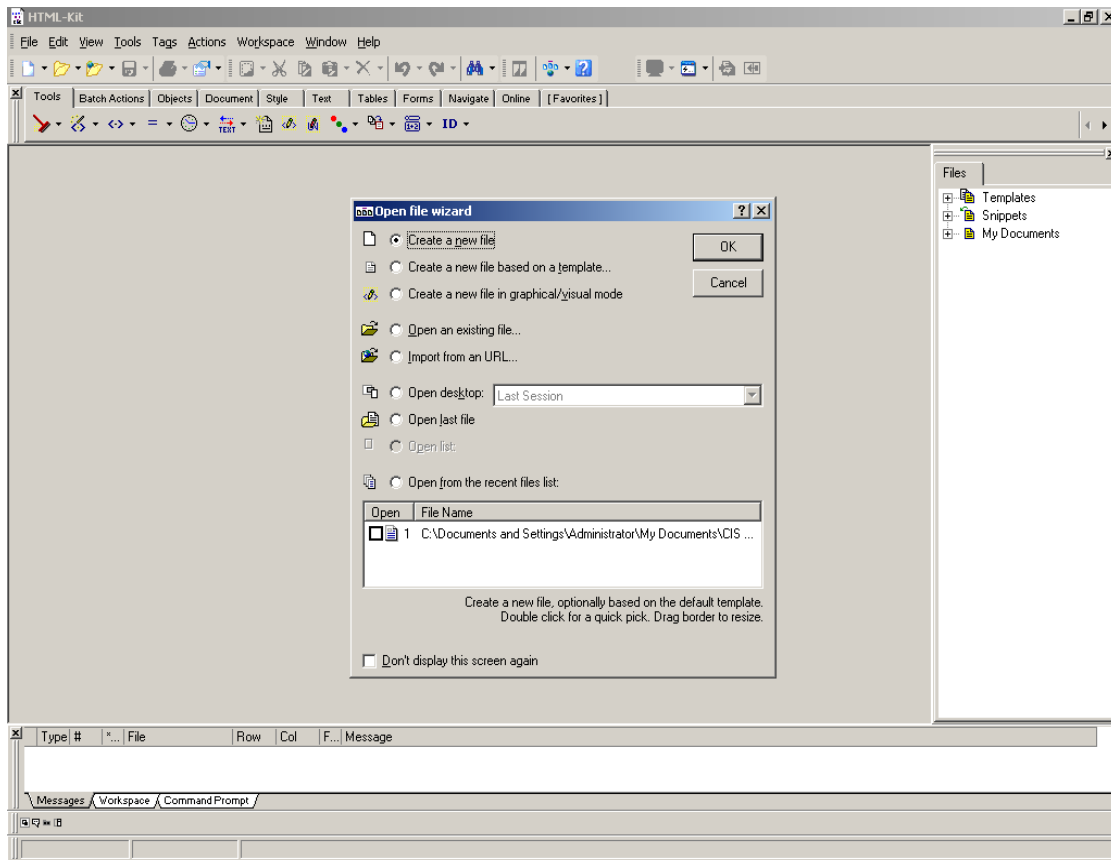 HTML-Kit
File Edit View Tools Tags Actions Workspace Window Help
Tools Batch Actions Objects Document Style Text Tables Forms Navigate Online [Favorites]
TEXT ID
Files
Templates
Snippets
My Documents
Open file wizard
Create a new file
OK
Create a new file based on a template...
Cancel
Create a new file in graphical/visual mode
Open an existing file...
Import from an URL...
Open desktop: Last Session
Open last file
Open list:
Open from the recent files list:
Open File Name
1 C:\Documents and Settings\Administrator\My Documents\CIS ...
Create a new file, optionally based on the default template.
Double click for a quick pick. Drag border to resize.
Don't display this screen again
Type # *... File Row Col F... Message
Messages Workspace Command Prompt